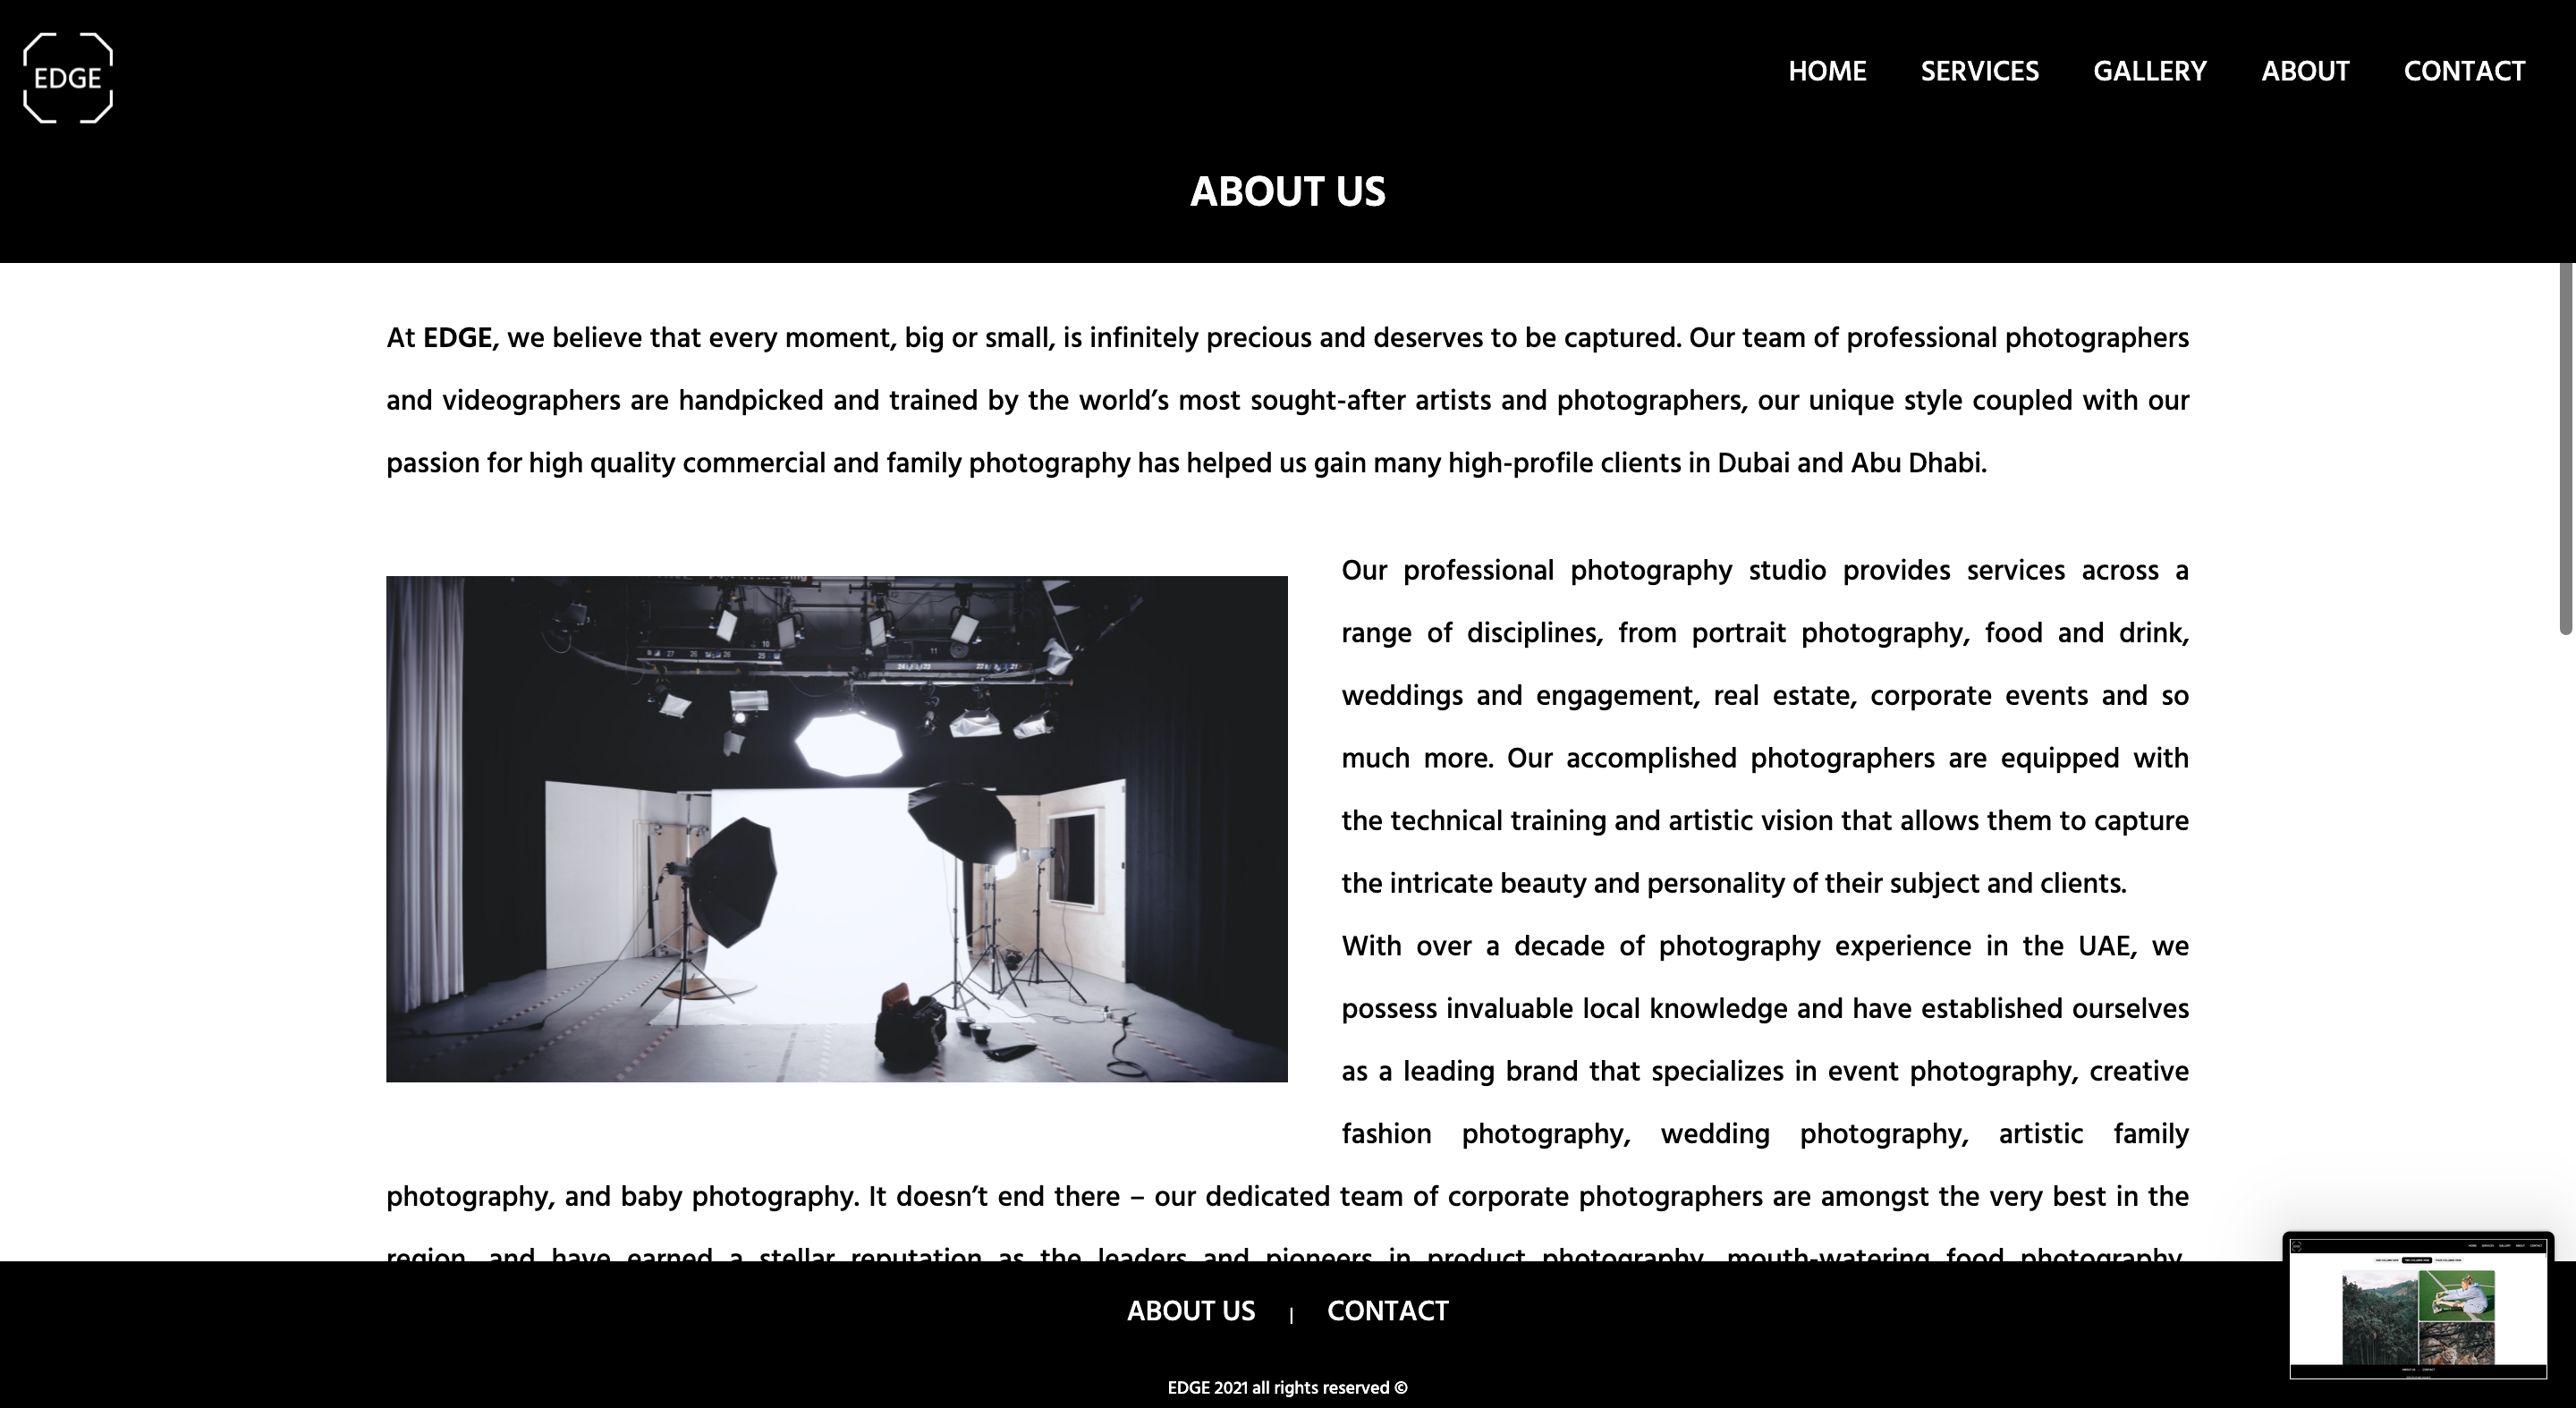 EDGE
HOME SERVICES GALLERY ABOUT CONTACT
ABOUT US
At EDGE, we believe that every moment, big or small, is infinitely precious and deserves to be captured. Our team of professional photographers
and videographers are handpicked and trained by the world’s most sought-after artists and photographers, our unique style coupled with our
passion for high quality commercial and family photography has helped us gain many high-profile clients in Dubai and Abu Dhabi.
Our professional photography studio provides services across a
range of disciplines, from portrait photography, food and drink,
weddings and engagement, real estate, corporate events and so
much more. Our accomplished photographers are equipped with
the technical training and artistic vision that allows them to capture
the intricate beauty and personality of their subject and clients.
With over a decade of photography experience in the UAE, we
possess invaluable local knowledge and have established ourselves
as a leading brand that specializes in event photography, creative
fashion photography, wedding photography, artistic family
photography, and baby photography. It doesn’t end there – our dedicated team of corporate photographers are amongst the very best in the
region, and have earned a stellar reputation as the leaders and pioneers in product photography, mouth-watering food photography,
ABOUT US | CONTACT
EDGE 2021 all rights reserved ©